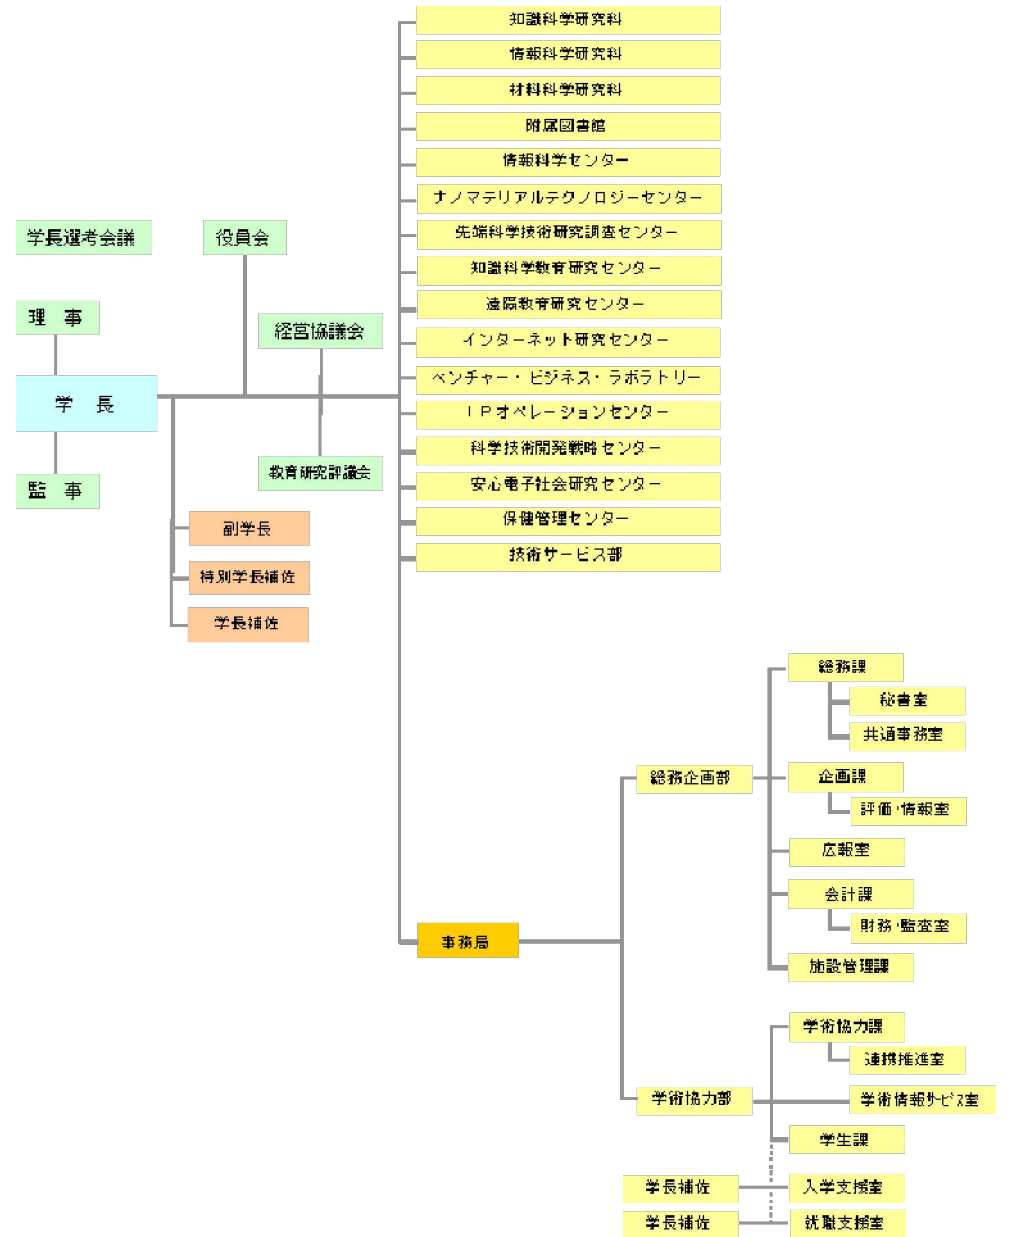 知識科学研究科
情報科学研究科
材料科学研究科
附属図書館
情報科学センター
ナノマテリアルテクノロジーセンター
先端科学技術研究調査センター
知識科学教育研究センター
遠隔教育研究センター
インターネット研究センター
ベンチャー・ビジネス・ラボラトリー
IPオペレーションセンター
科学技術開発戦略センター
安心電子社会研究センター
保健管理センター
技術サービス部
学長選考会議
役員会
理 事
経営協議会
学 長
教育研究評議会
監 事
副学長
特別学長補佐
学長補佐
総務課
秘書室
共通事務室
総務企画部
企画課
評価・情報室
広報室
会計課
財務・監査室
事務局
施設管理課
学術協力課
連携推進室
学術協力部
学術情報サービス室
学生課
学長補佐
入学支援室
学長補佐
就職支援室